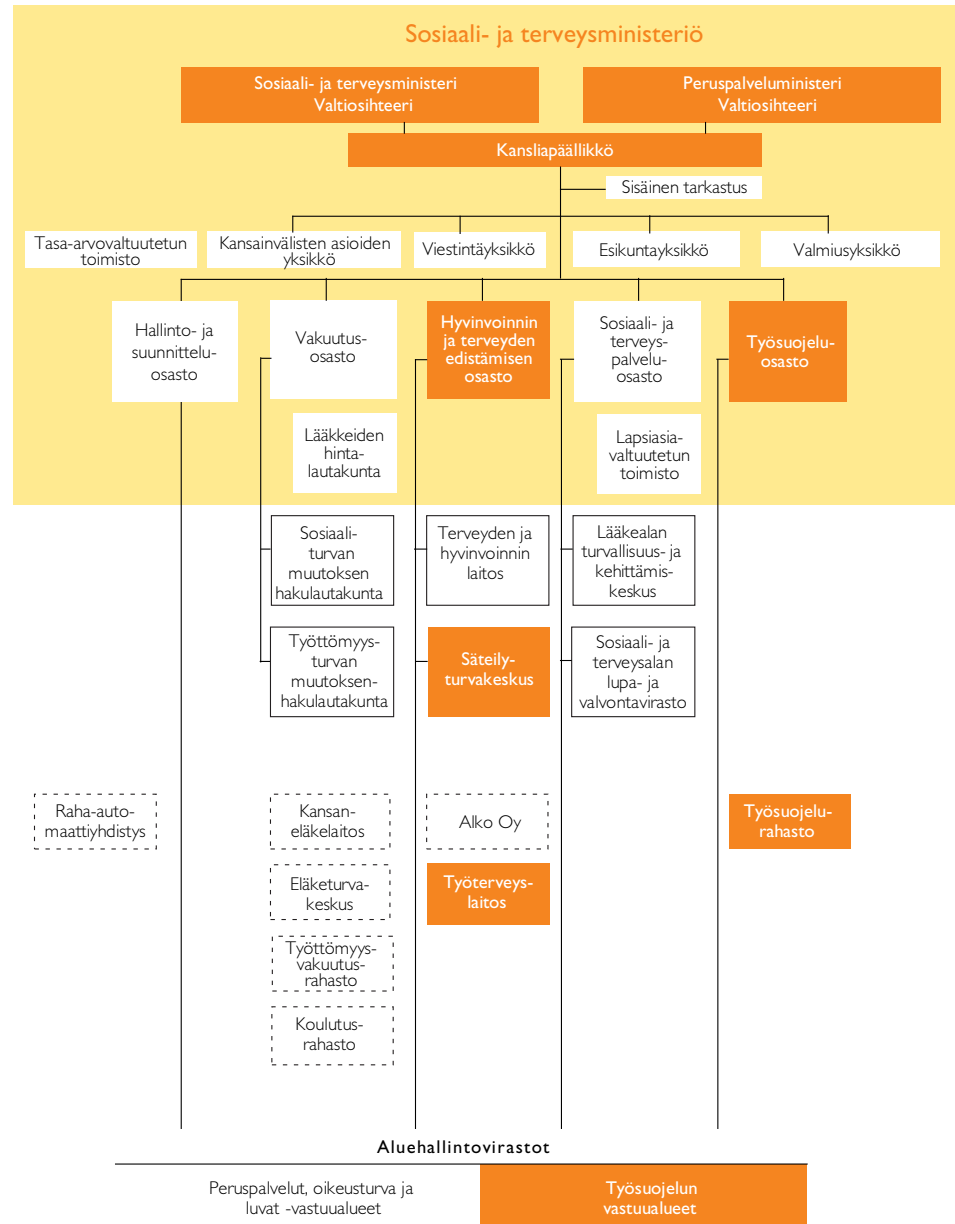 Sosiaali- ja terveysministeriö
Sosiaali- ja terveysministeri
Valtiosihteeri
Peruspalveluministeri
Valtiosihteeri
Kansliapäällikkö
Sisäinen tarkastus
Tasa-arvovaltuutetun
toimisto
Kansainvälisten asioiden
yksikkö
Viestintäyksikkö
Esikuntayksikkö
Valmiusyksikkö
Hallinto- ja
suunnittelu-
osasto
Vakuutus-
osasto
Hyvinvoinnin
ja terveyden
edistämisen
osasto
Sosiaali- ja
terveys-
palvelu-
osasto
Työsuojelu-
osasto
Lääkkeiden
hinta-
lautakunta
Lapsiasia-
valtuutetun
toimisto
Sosiaali-
turvan
muutoksen
hakulautakunta
Terveyden ja
hyvinvoinnin
laitos
Lääkealan
turvallisuus- ja
kehittämis-
keskus
Työttömyys-
turvan
muutoksen-
hakulautakunta
Säteily-
turvakeskus
Sosiaali- ja
terveysalan
lupa- ja
valvontavirasto
Raha-auto-
maattiyhdistys
Kansan-
eläkelaitos
Alko Oy
Työsuojelu-
rahasto
Eläketurva-
keskus
Työterveys-
laitos
Työttömyys-
vakuutus-
rahasto
Koulutus-
rahasto
Aluehallintovirastot
Peruspalvelut, oikeusturva ja
luvat -vastuualueet
Työsuojelun
vastuualueet